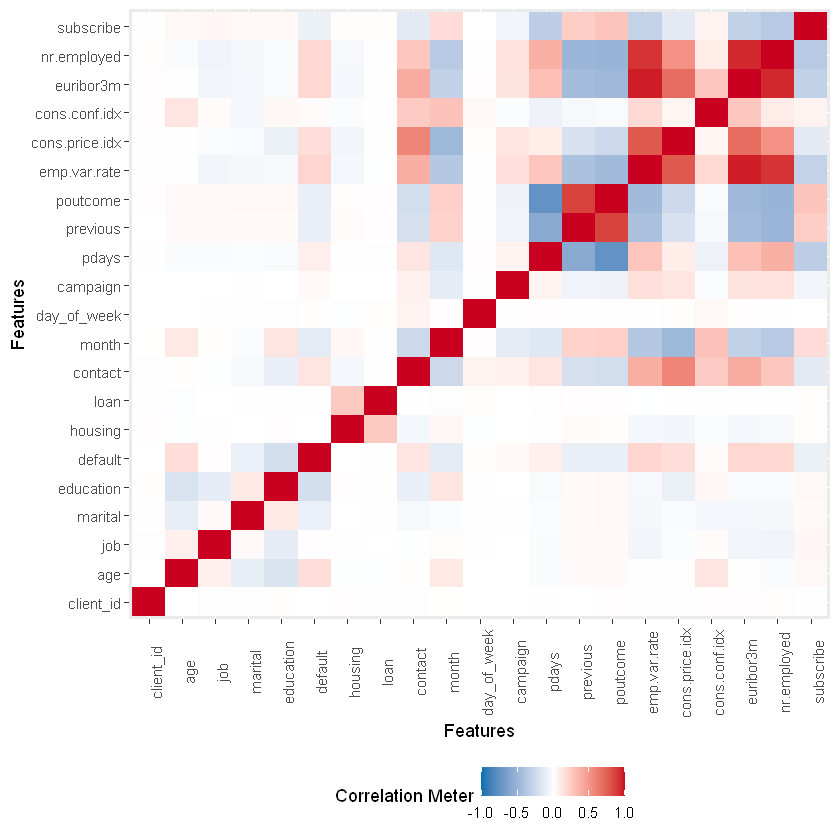 subscribe
nr.employed
euribor3m
cons.conf.idx
cons.price.idx
emp.var.rate
poutcome
previous
pdays
campaign
day_of_week
month
contact
loan
housing
default
education
marital
job
age
client_id
Features
client_id
age
job
marital
education
default
housing
loan
contact
month
day_of_week
campaign
pdays
previous
poutcome
emp.var.rate
cons.price.idx
cons.conf.idx
euribor3m
nr.employed
subscribe
Features
Correlation Meter
-1.0 -0.5 0.0 0.5 1.0